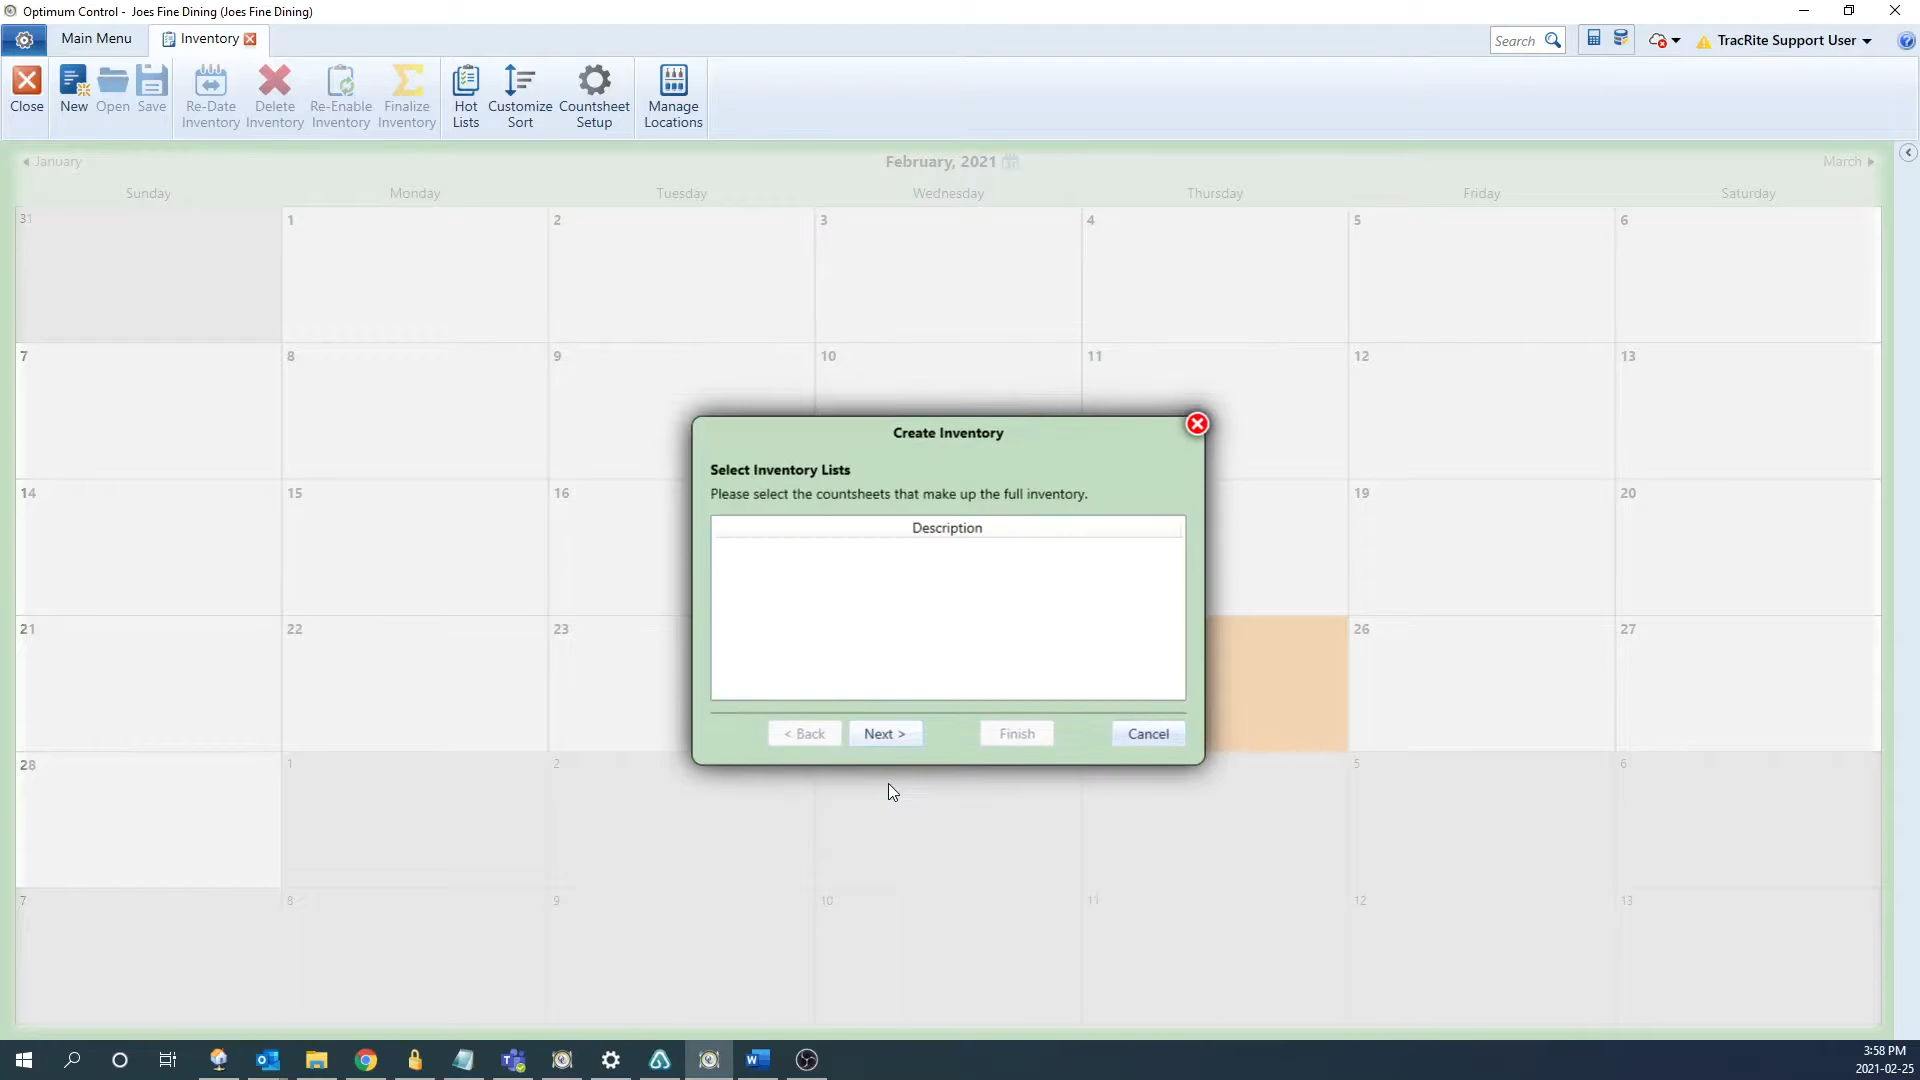 Optimum Control - Joes Fine Dining (Joes Fine Dining)
Main Menu
Inventory
Search
TracRite Support User
Close
New
Open
Save
Re-Date Inventory
Delete Inventory
Re-Enable Inventory
Finalize Inventory
Hot Lists
Customize Sort
Countsheet Setup
Manage Locations
January
February, 2021
March
Sunday Monday Tuesday Wednesday Thursday Friday Saturday
31 1 2 3 4 5 6
7 8 9 10 11 12 13
Create Inventory
Select Inventory Lists
Please select the countsheets that make up the full inventory.
Description
14 15 16 19 20
21 22 23 26 27
< Back
Next >
Finish
Cancel
28 1 2 5 6
7 8 9 10 11 12 13
3:58 PM
2021-02-25